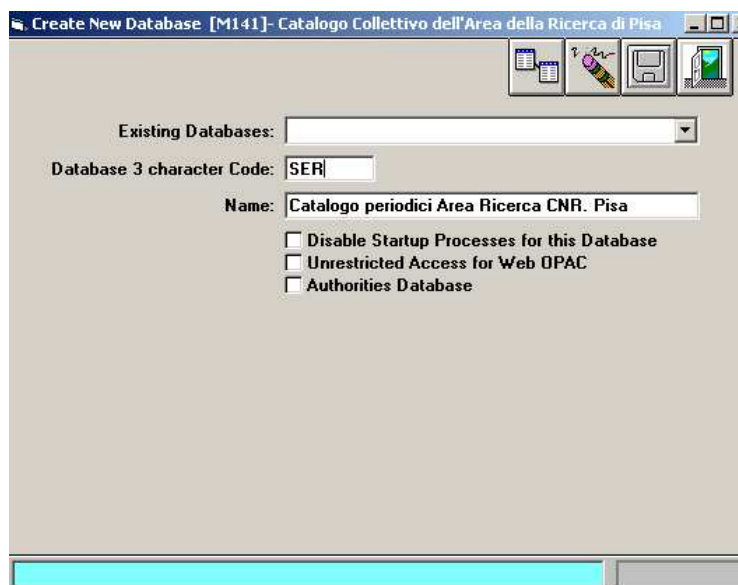 Create New Database [M141]- Catalogo Collettivo dell'Area della Ricerca di Pisa
Existing Databases:
Database 3 character Code: SER
Name: Catalogo periodici Area Ricerca CNR. Pisa
Disable Startup Processes for this Database
Unrestricted Access for Web OPAC
Authorities Database